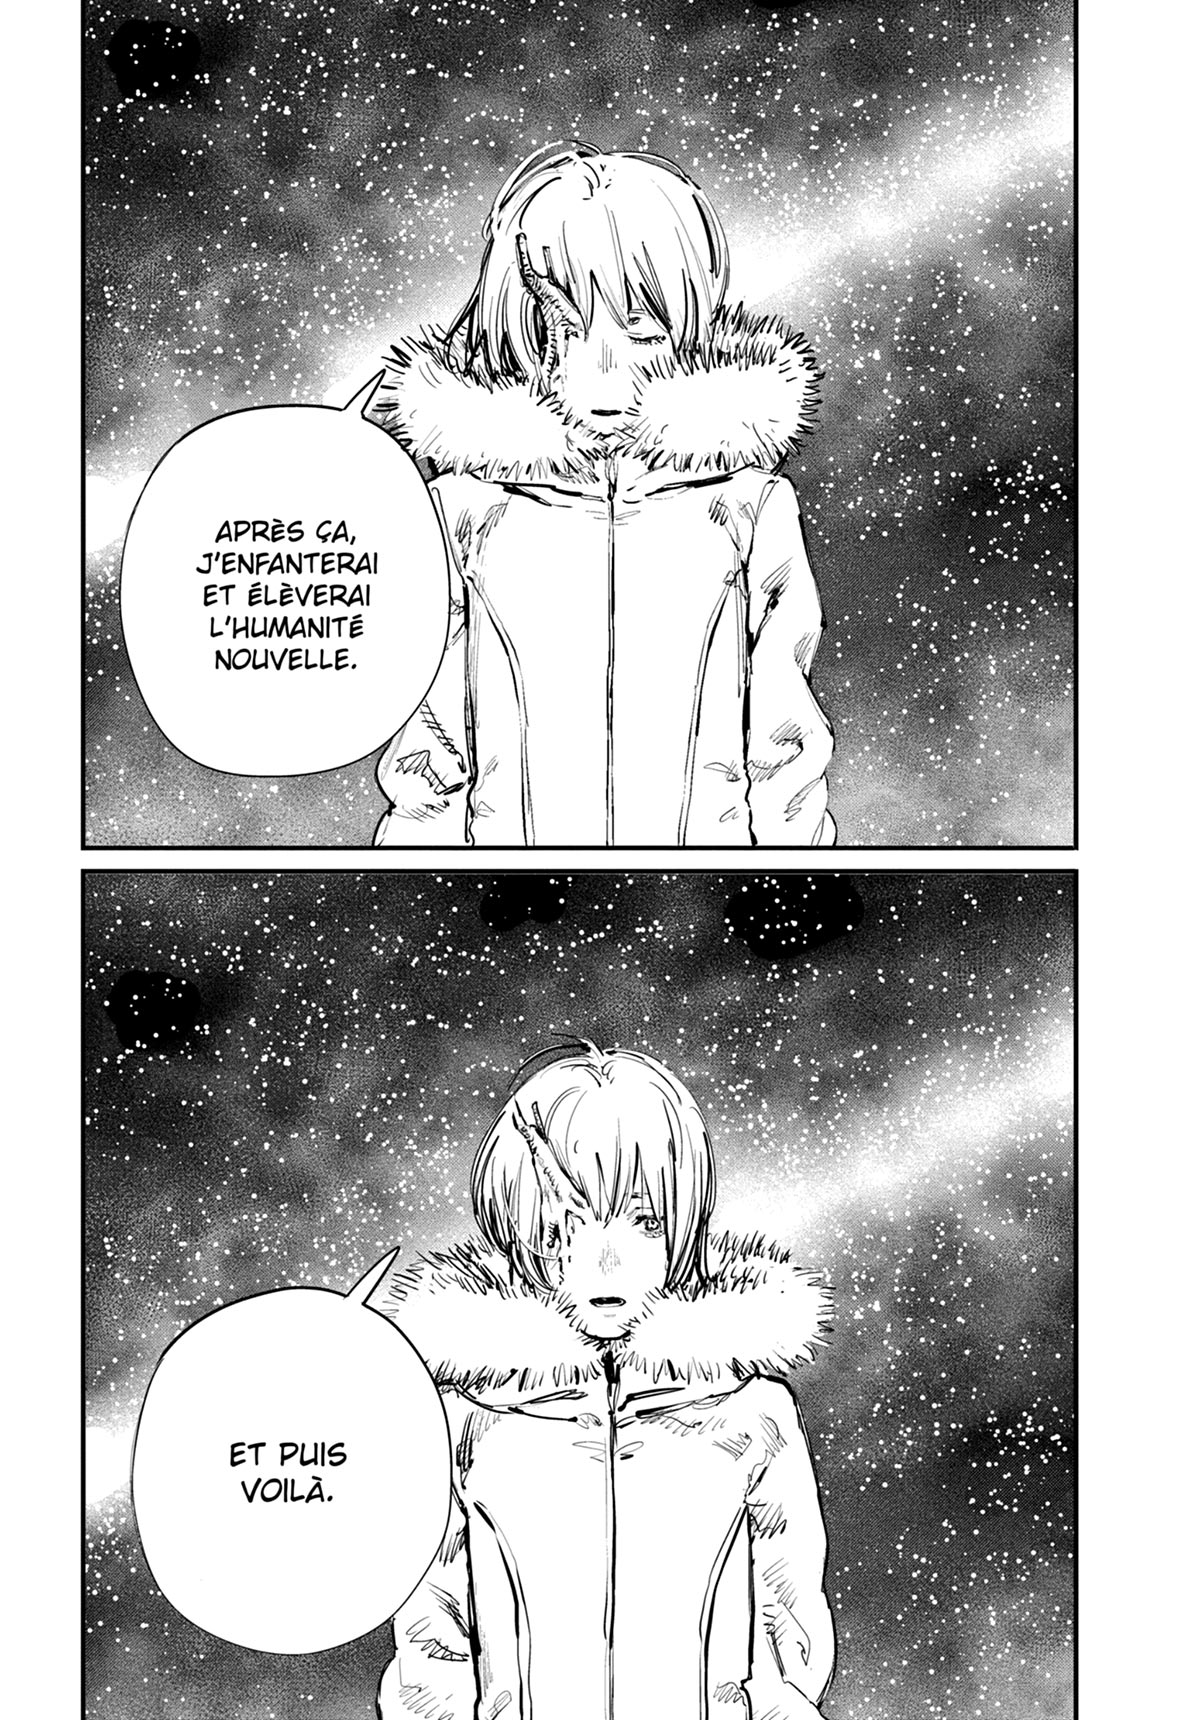 APRÈS ÇA,
J'ENFANTERAI
ET ÉLÈVERAI
L'HUMANITÉ
NOUVELLE.
ET PUIS
VOILÀ.